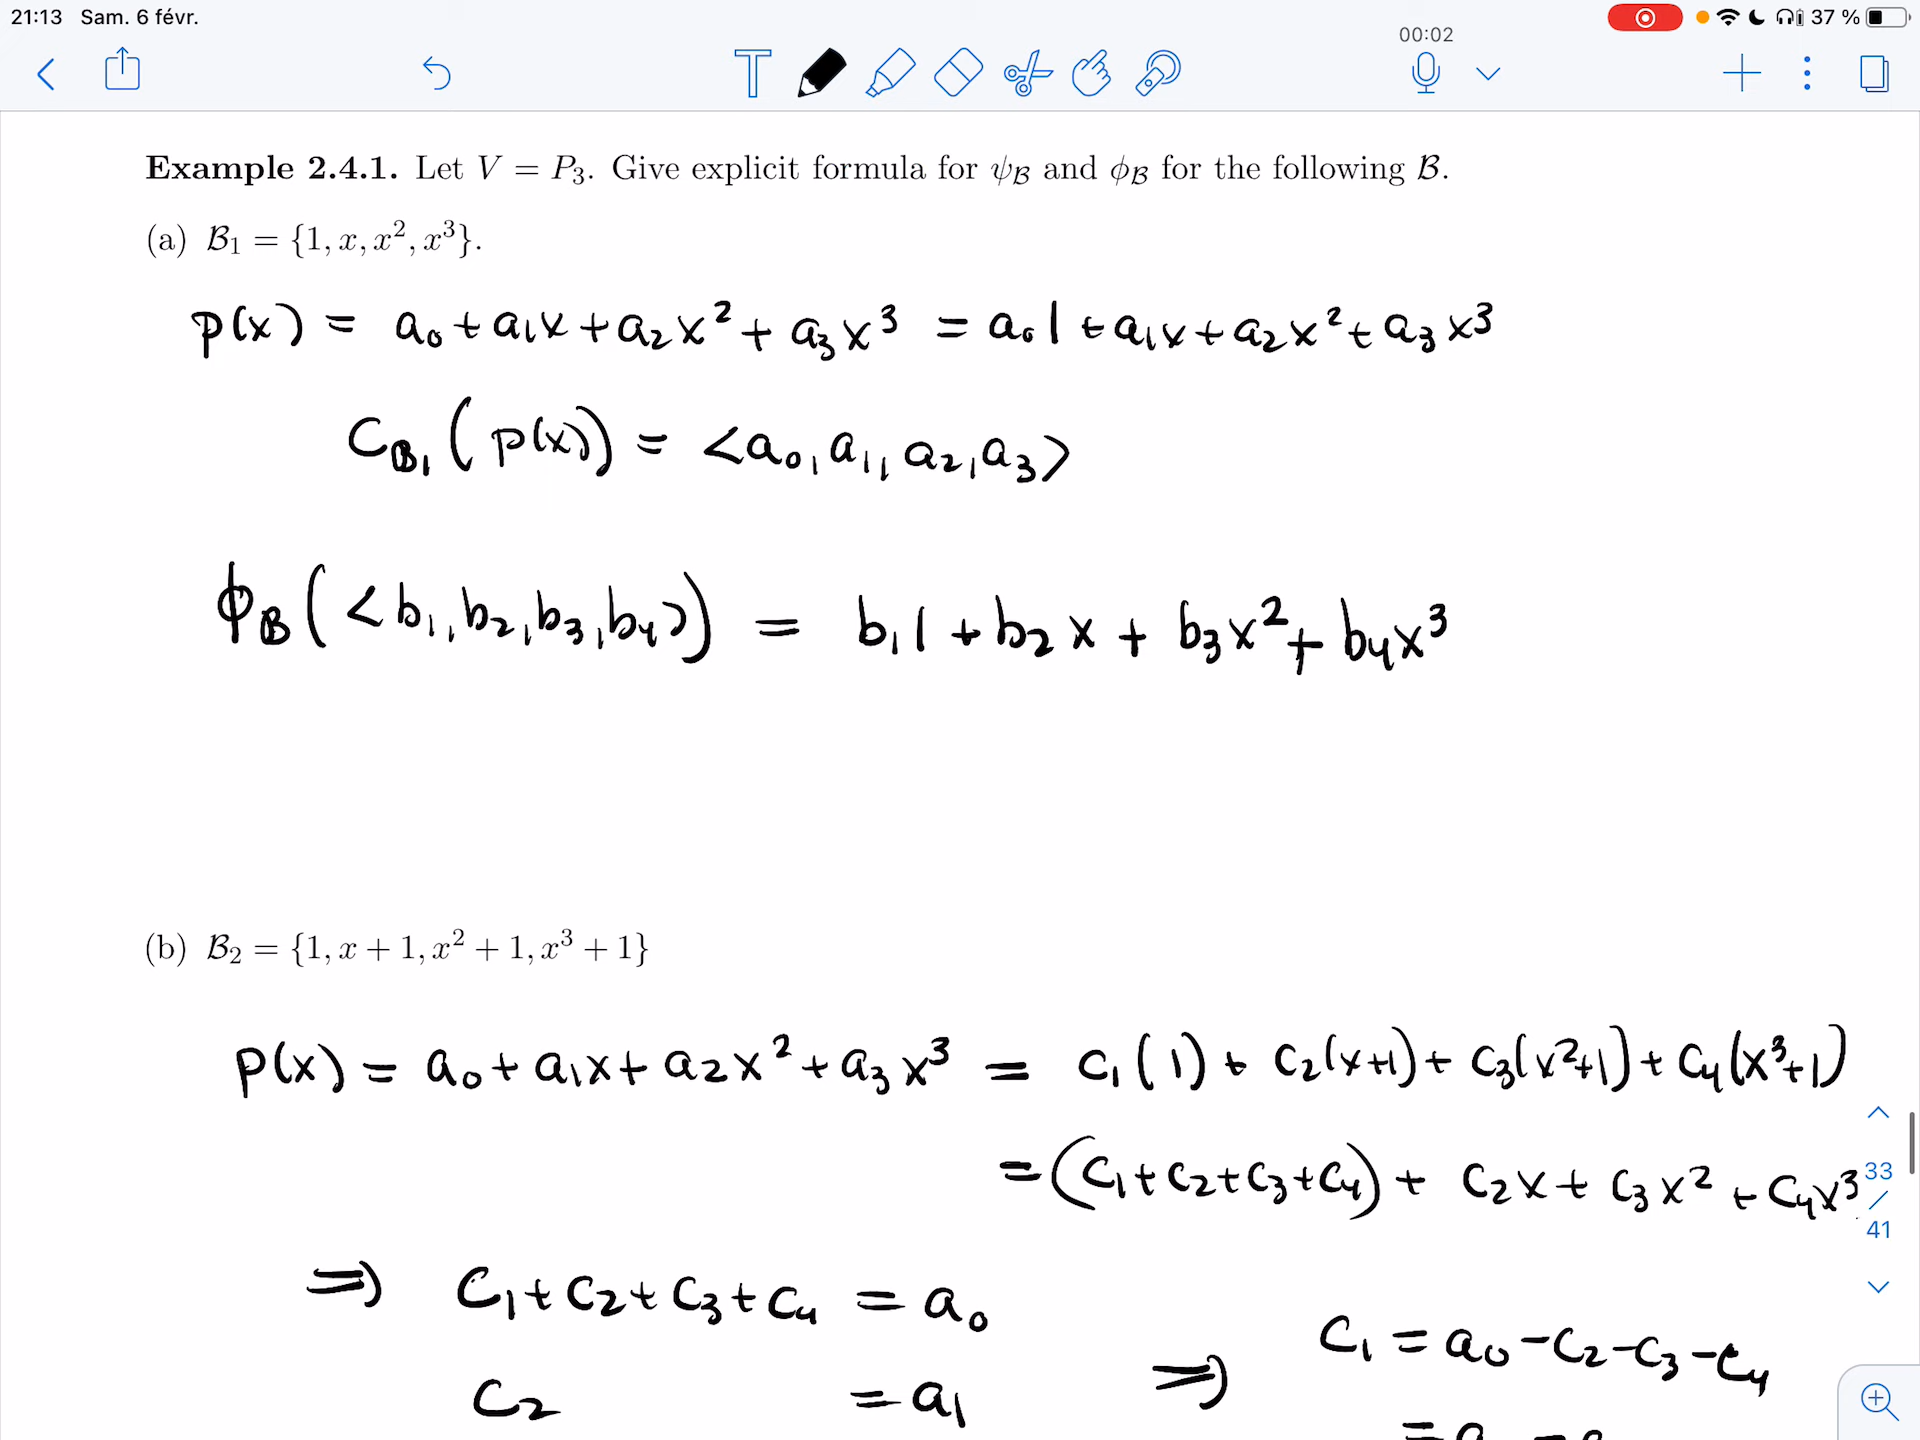 21:13 Sam. 6 févr. 37 %
00:02
Example 2.4.1. Let V = P₃. Give explicit formula for ψ_𝓑 and ϕ_𝓑 for the following 𝓑.
(a) 𝓑₁ = {1, x, x², x³}.
p(x) = a₀ + a₁x + a₂x² + a₃x³ = a₀1 + a₁x + a₂x² + a₃x³
C_B₁(p(x)) = <a₀, a₁, a₂, a₃>
ϕ_B(<b₁, b₂, b₃, b₄>) = b₁1 + b₂x + b₃x² + b₄x³
(b) 𝓑₂ = {1, x + 1, x² + 1, x³ + 1}
p(x) = a₀ + a₁x + a₂x² + a₃x³ = c₁(1) + c₂(x+1) + c₃(x²+1) + c₄(x³+1)
= (c₁+c₂+c₃+c₄) + c₂x + c₃x² + c₄x³
33
/
41
⇒ c₁+c₂+c₃+c₄ = a₀
c₂ = a₁
⇒ c₁ = a₀-c₂-c₃-c₄